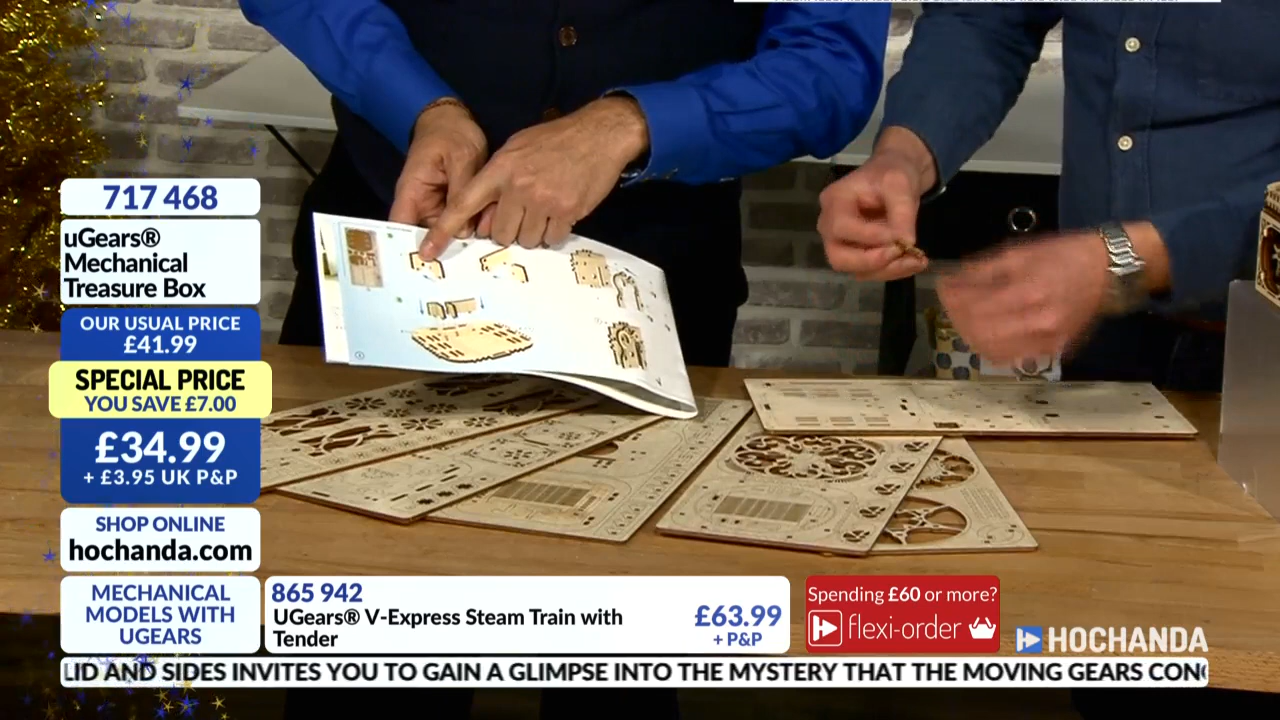 717 468
uGears®
Mechanical
Treasure Box
OUR USUAL PRICE
£41.99
SPECIAL PRICE
YOU SAVE £7.00
£34.99
+ £3.95 UK P&P
SHOP ONLINE
hochanda.com
MECHANICAL
MODELS WITH
UGEARS
865 942
UGears® V-Express Steam Train with
Tender
£63.99
+ P&P
Spending £60 or more?
flexi-order
HOCHANDA
LID AND SIDES INVITES YOU TO GAIN A GLIMPSE INTO THE MYSTERY THAT THE MOVING GEARS